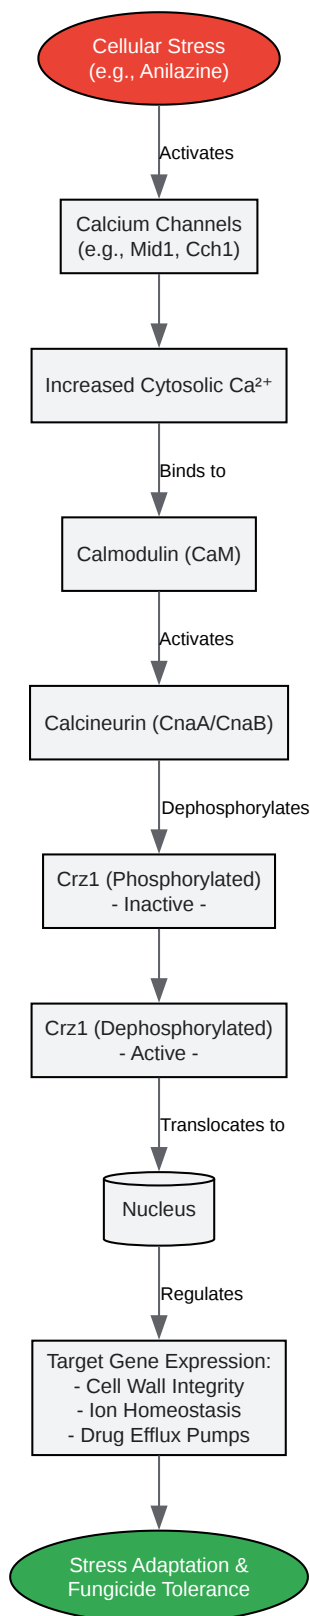 Cellular Stress
(e.g., Anilazine)
Activates
Calcium Channels
(e.g., Mid1, Cch1)
Increased Cytosolic Ca²⁺
Binds to
Calmodulin (CaM)
Activates
Calcineurin (CnaA/CnaB)
Dephosphorylates
Crz1 (Phosphorylated)
- Inactive -
Crz1 (Dephosphorylated)
- Active -
Translocates to
Nucleus
Regulates
Target Gene Expression:
- Cell Wall Integrity
- Ion Homeostasis
- Drug Efflux Pumps
Stress Adaptation &
Fungicide Tolerance